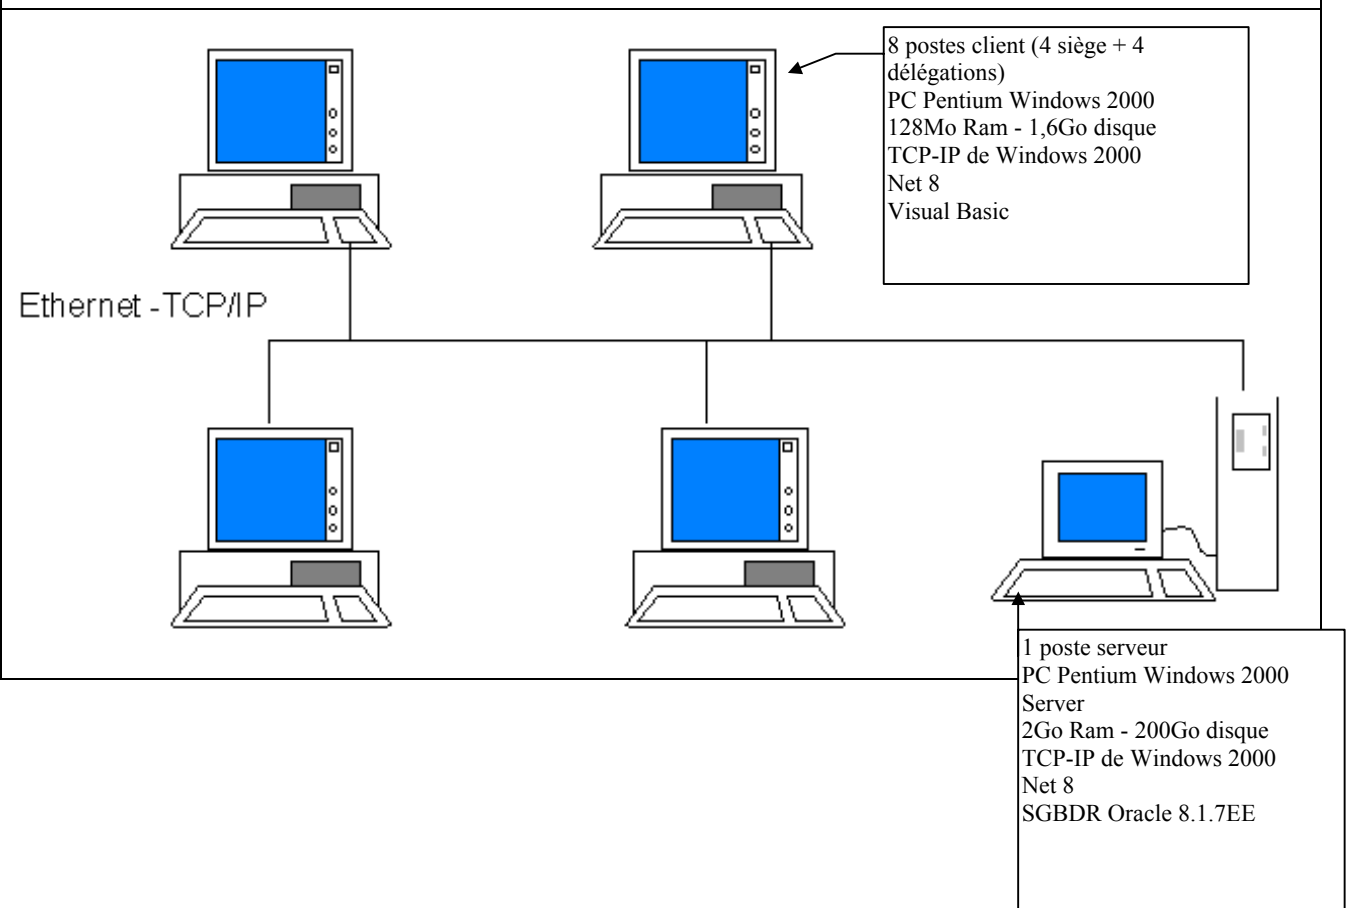 8 postes client (4 siège + 4
délégations)
PC Pentium Windows 2000
128Mo Ram - 1,6Go disque
TCP-IP de Windows 2000
Net 8
Visual Basic
Ethernet -TCP/IP
1 poste serveur
PC Pentium Windows 2000
Server
2Go Ram - 200Go disque
TCP-IP de Windows 2000
Net 8
SGBDR Oracle 8.1.7EE